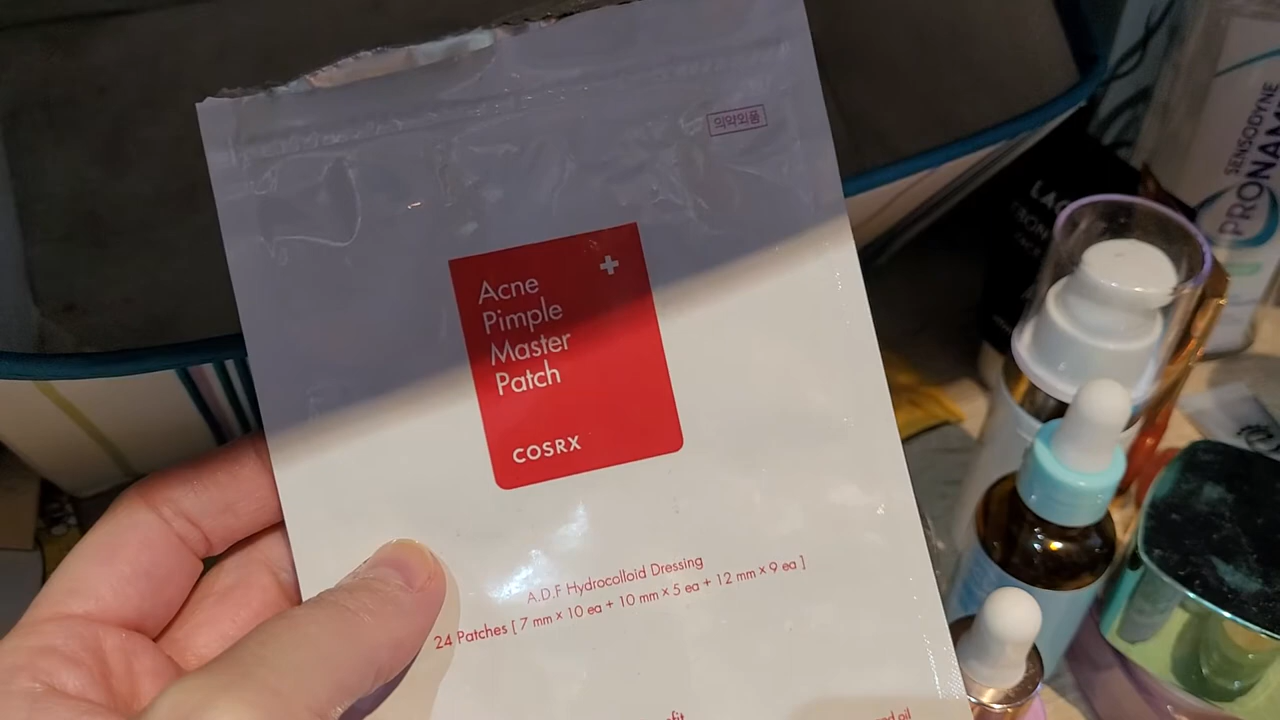 의약외품
Acne
Pimple
Master
Patch
COSRX
A.D.F Hydrocolloid Dressing
24 Patches [ 7 mm × 10 ea + 10 mm × 5 ea + 12 mm × 9 ea ]
oil
SENSODYNE